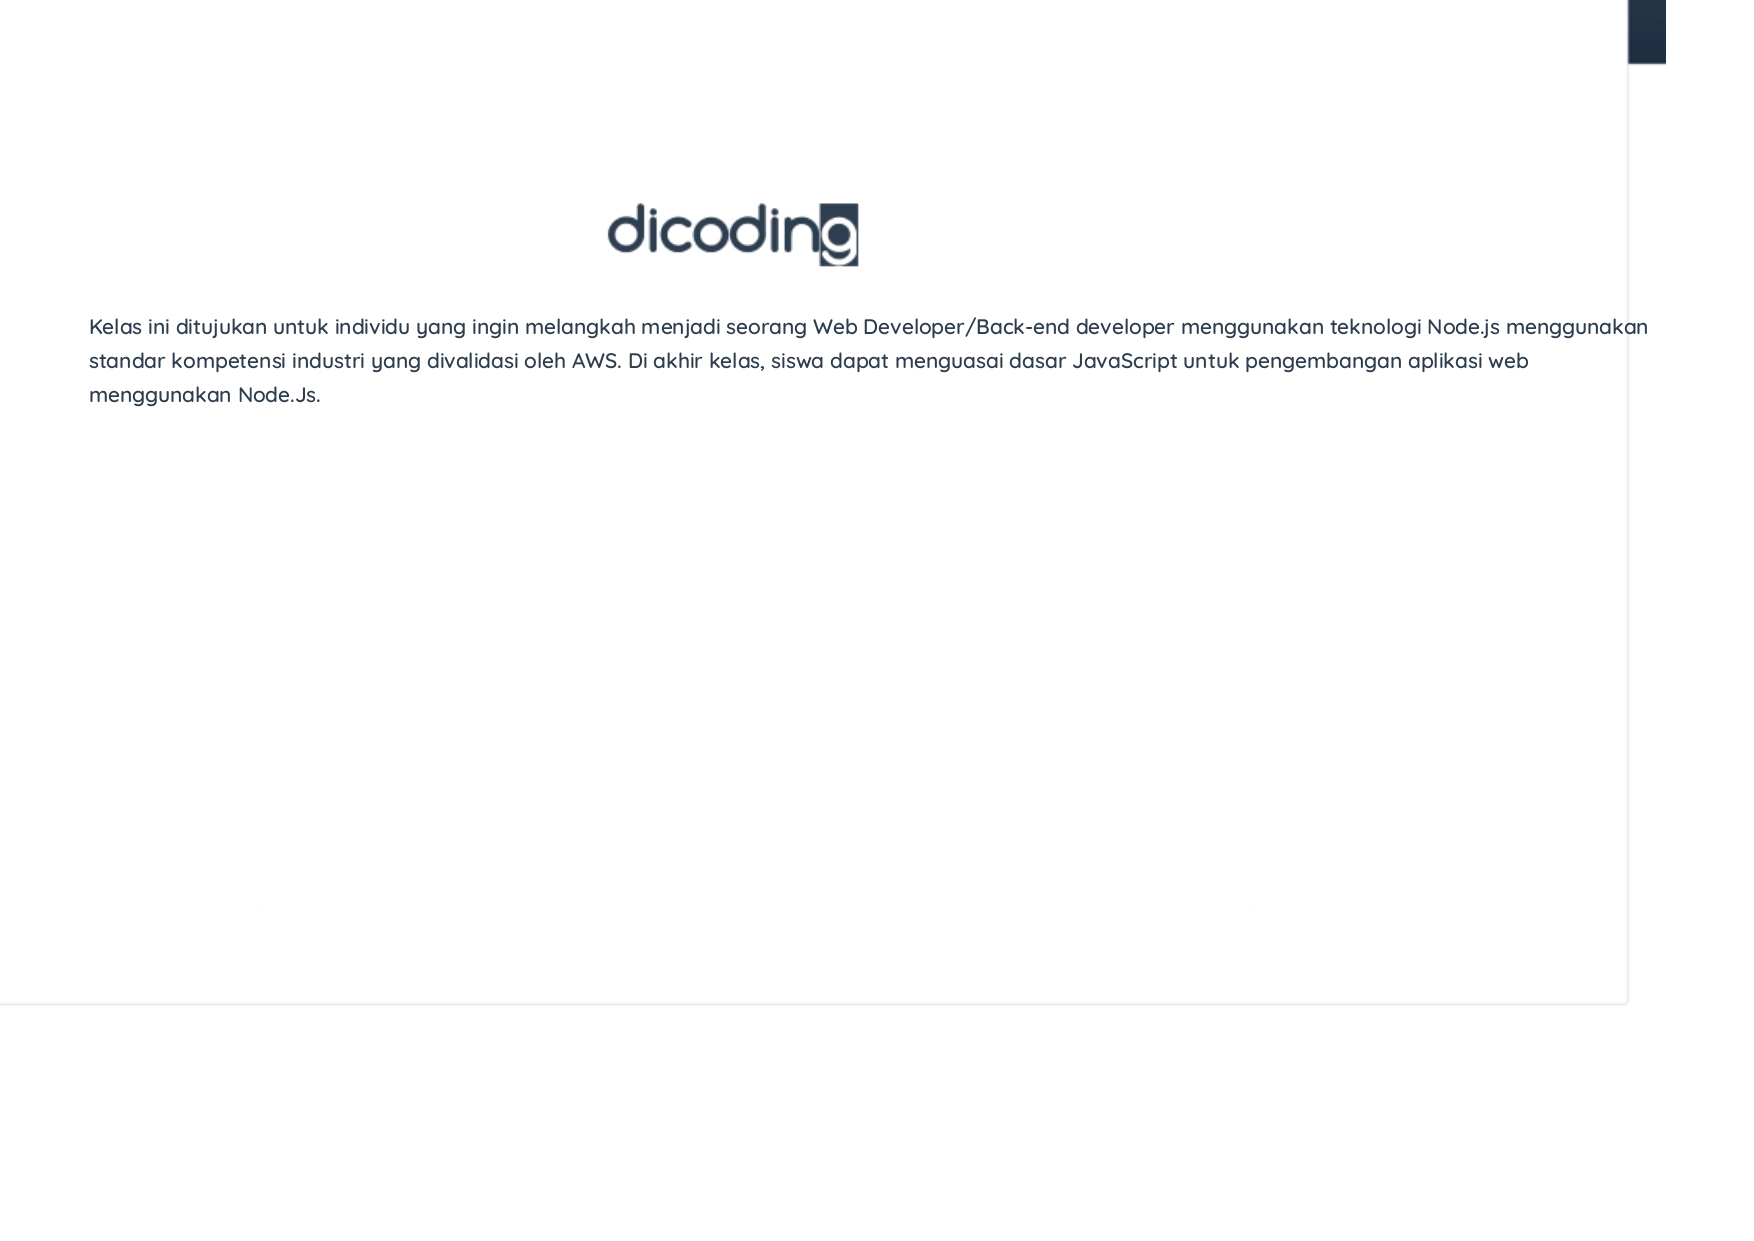 dicoding
Kelas ini ditujukan untuk individu yang ingin melangkah menjadi seorang Web Developer/Back-end developer menggunakan teknologi Node.js menggunakan
standar kompetensi industri yang divalidasi oleh AWS. Di akhir kelas, siswa dapat menguasai dasar JavaScript untuk pengembangan aplikasi web
menggunakan Node.Js.